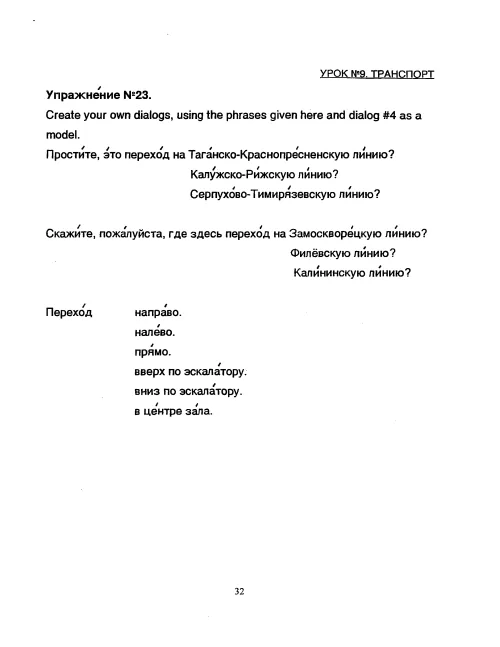 УРОК №9. ТРАНСПОРТ
Упражне́ние №23.
Create your own dialogs, using the phrases given here and dialog #4 as a
model.
Прости́те, э́то перехо́д на Тага́нско-Краснопре́сненскую ли́нию?
Калу́жско-Ри́жскую ли́нию?
Серпухо́во-Тимиря́зевскую ли́нию?
Скажи́те, пожа́луйста, где здесь перехо́д на Замоскворе́цкую ли́нию?
Филёвскую ли́нию?
Кали́нинскую ли́нию?
Перехо́д напра́во.
нале́во.
пря́мо.
вверх по эскала́тору.
вниз по эскала́тору.
в це́нтре за́ла.
32